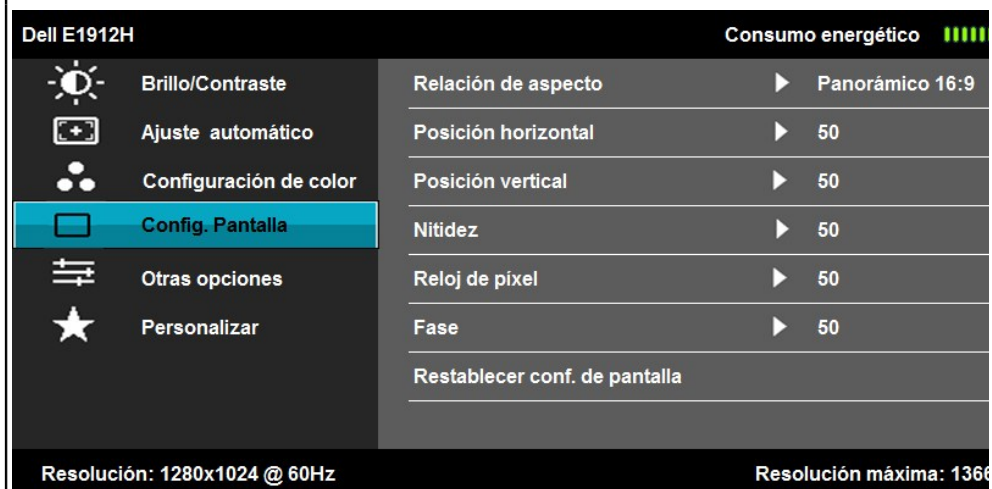 Dell E1912H Consumo energético
Brillo/Contraste Relación de aspecto Panorámico 16:9
Ajuste automático Posición horizontal 50
Configuración de color Posición vertical 50
Config. Pantalla Nitidez 50
Otras opciones Reloj de píxel 50
Personalizar Fase 50
Restablecer conf. de pantalla
Resolución: 1280x1024 @ 60Hz Resolución máxima: 1366